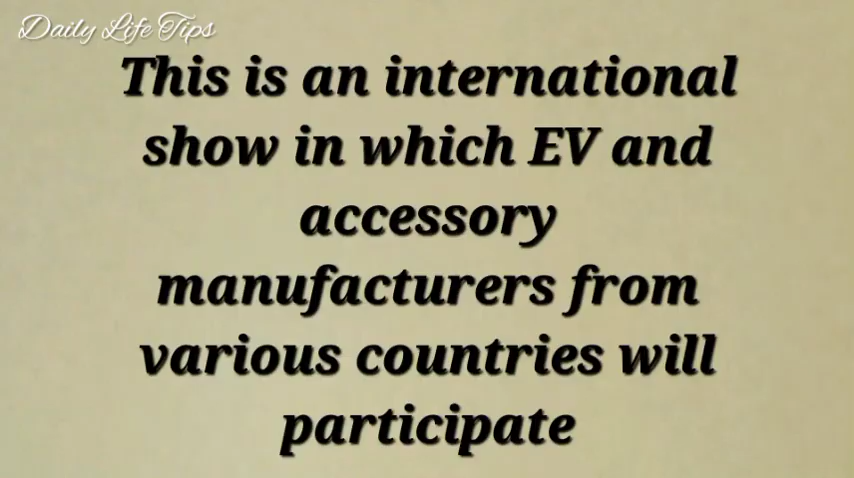 Daily Life Tips
This is an international
show in which EV and
accessory
manufacturers from
various countries will
participate